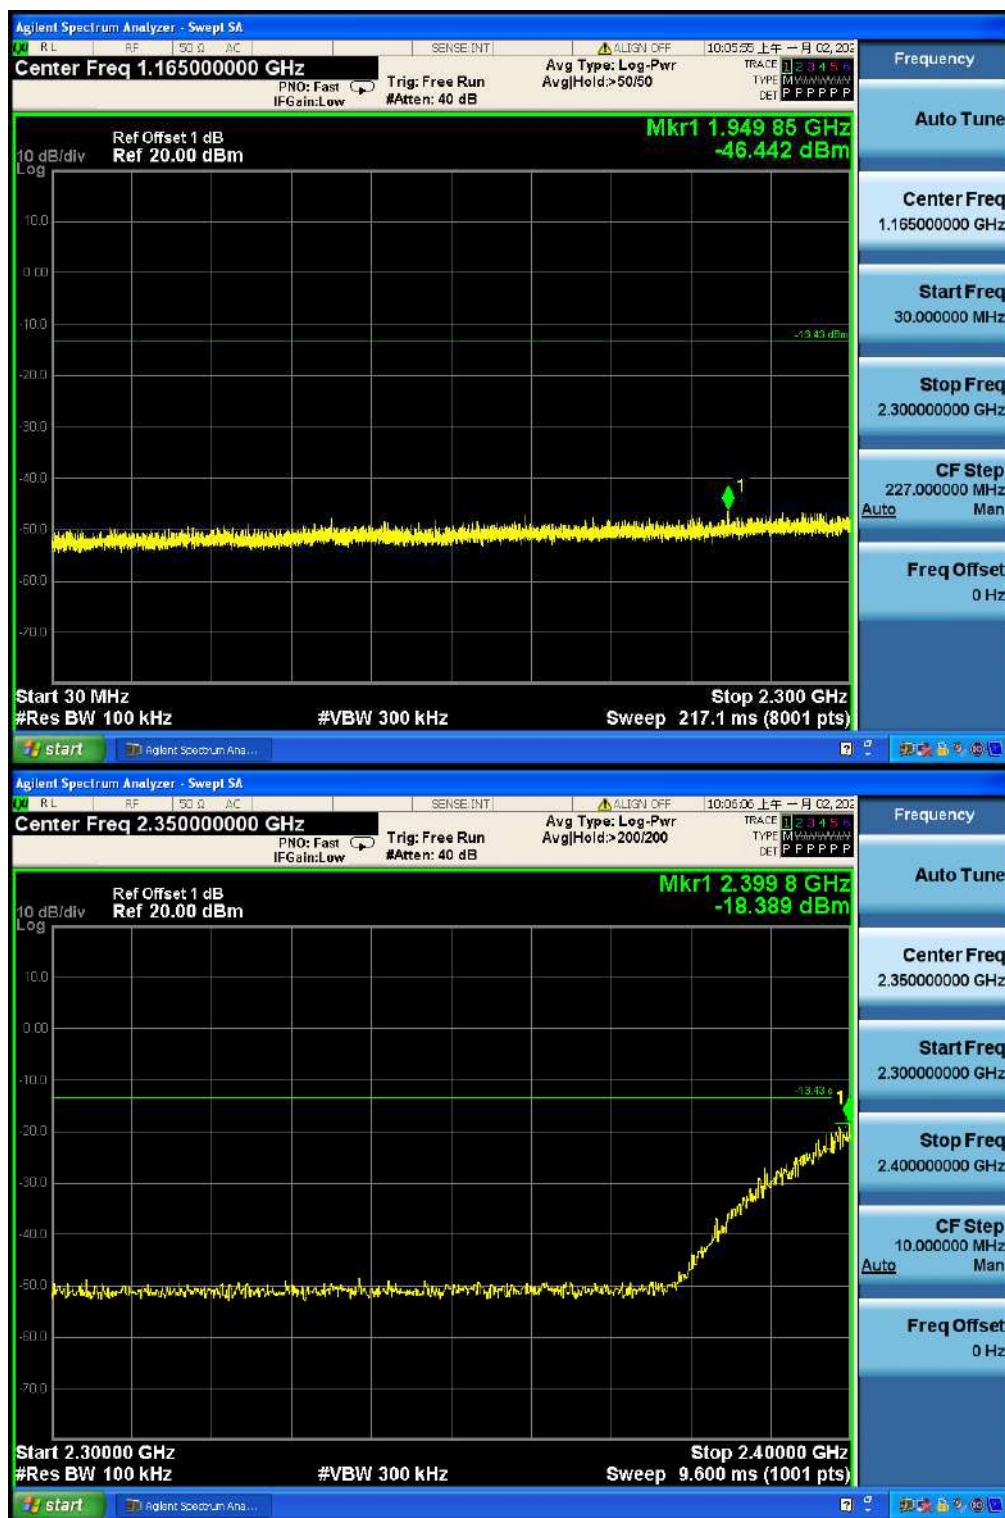 Agilent Spectrum Analyzer - Swept SA
RL RF 50 Ω AC SENSE:INT ALIGN OFF 10:05:55 上午 一月 02, 202
Center Freq 1.165000000 GHz
PNO: Fast
IFGain:Low
Trig: Free Run
#Atten: 40 dB
Avg Type: Log-Pwr
Avg|Hold:>50/50
TRACE 1 2 3 4 5 6
TYPE M
DET P P P P P P
Frequency
Auto Tune
Center Freq
1.165000000 GHz
Start Freq
30.000000 MHz
Stop Freq
2.300000000 GHz
CF Step
227.000000 MHz
Auto Man
Freq Offset
0 Hz
Mkr1 1.949 85 GHz
-46.442 dBm
Ref Offset 1 dB
10 dB/div Ref 20.00 dBm
Log
10.0
0.00
-10.0
-13.43 dBm
-20.0
-30.0
-40.0
1
-50.0
-60.0
-70.0
Start 30 MHz Stop 2.300 GHz
#Res BW 100 kHz #VBW 300 kHz Sweep 217.1 ms (8001 pts)
start Agilent Spectrum Ana...
Agilent Spectrum Analyzer - Swept SA
RL RF 50 Ω AC SENSE:INT ALIGN OFF 10:06:06 上午 一月 02, 202
Center Freq 2.350000000 GHz
PNO: Fast
IFGain:Low
Trig: Free Run
#Atten: 40 dB
Avg Type: Log-Pwr
Avg|Hold:>200/200
TRACE 1 2 3 4 5 6
TYPE M
DET P P P P P P
Frequency
Auto Tune
Center Freq
2.350000000 GHz
Start Freq
2.300000000 GHz
Stop Freq
2.400000000 GHz
CF Step
10.000000 MHz
Auto Man
Freq Offset
0 Hz
Mkr1 2.399 8 GHz
-18.389 dBm
Ref Offset 1 dB
10 dB/div Ref 20.00 dBm
Log
10.0
0.00
-10.0
-13.43 d
1
-20.0
-30.0
-40.0
-50.0
-60.0
-70.0
Start 2.30000 GHz Stop 2.40000 GHz
#Res BW 100 kHz #VBW 300 kHz Sweep 9.600 ms (1001 pts)
start Agilent Spectrum Ana...